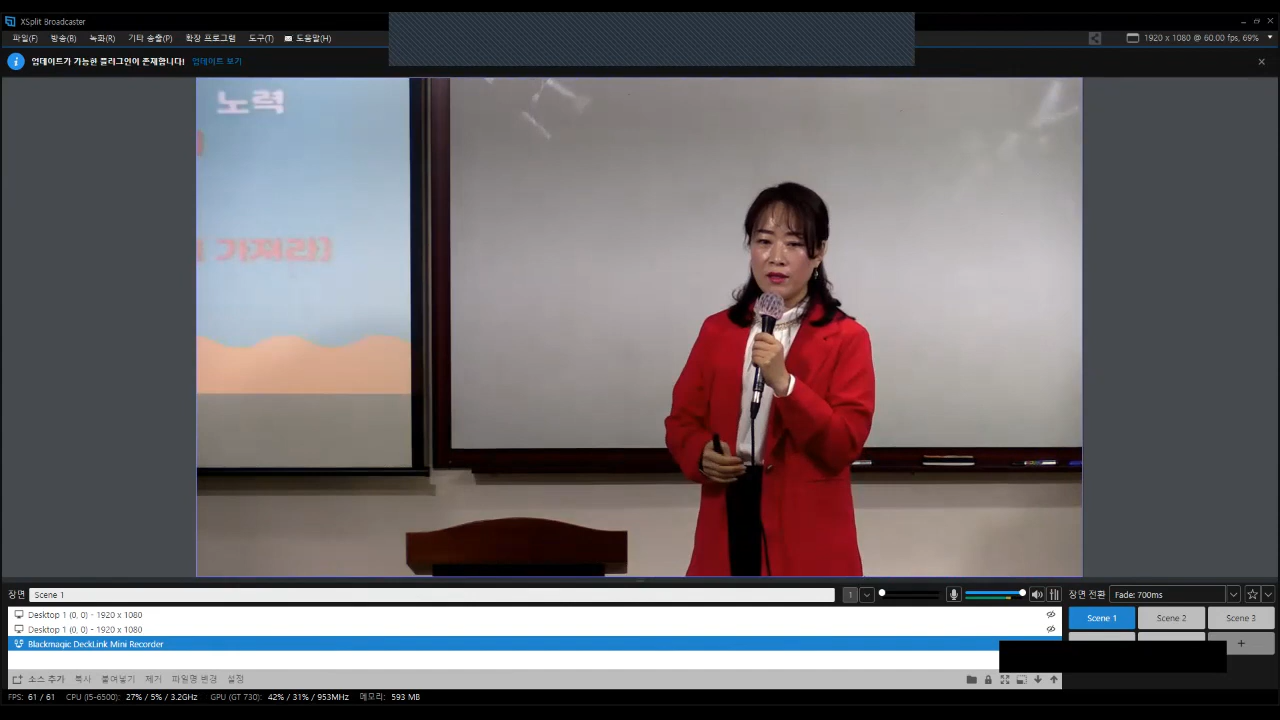 XSplit Broadcaster
파일(F) 방송(B) 녹화(R) 기타 송출(P) 확장 프로그램 도구(T) 도움말(H) 1920 x 1080 @ 60.00 fps, 69%
업데이트가 가능한 플러그인이 존재합니다! 업데이트 보기
노력
가져라]
장면 Scene 1 1 장면 전환 Fade: 700ms
Desktop 1 (0, 0) - 1920 x 1080
Desktop 1 (0, 0) - 1920 x 1080
Blackmagic DeckLink Mini Recorder
Scene 1 Scene 2 Scene 3
소스 추가 복사 붙여넣기 제거 파일명 변경 설정
FPS: 61 / 61 CPU (I5-6500): 27% / 5% / 3.2GHz GPU (GT 730): 42% / 31% / 953MHz 메모리: 593 MB